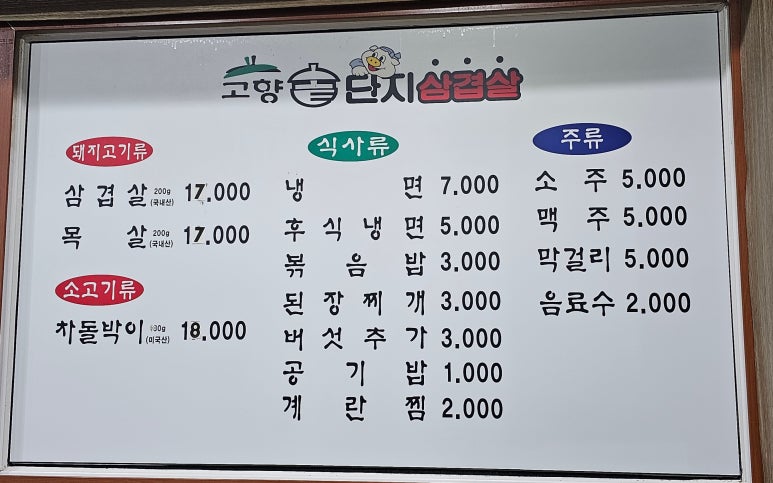 고향 골 단지삼겹살
돼지고기류
삼겹살 200g (국내산) 17.000
목살 200g (국내산) 17.000
소고기류
차돌박이 (미국산) 18.000
식사류
냉면 7.000
후식냉면 5.000
볶음밥 3.000
된장찌개 3.000
버섯추가 3.000
공기밥 1.000
계란찜 2.000
주류
소주 5.000
맥주 5.000
막걸리 5.000
음료수 2.000